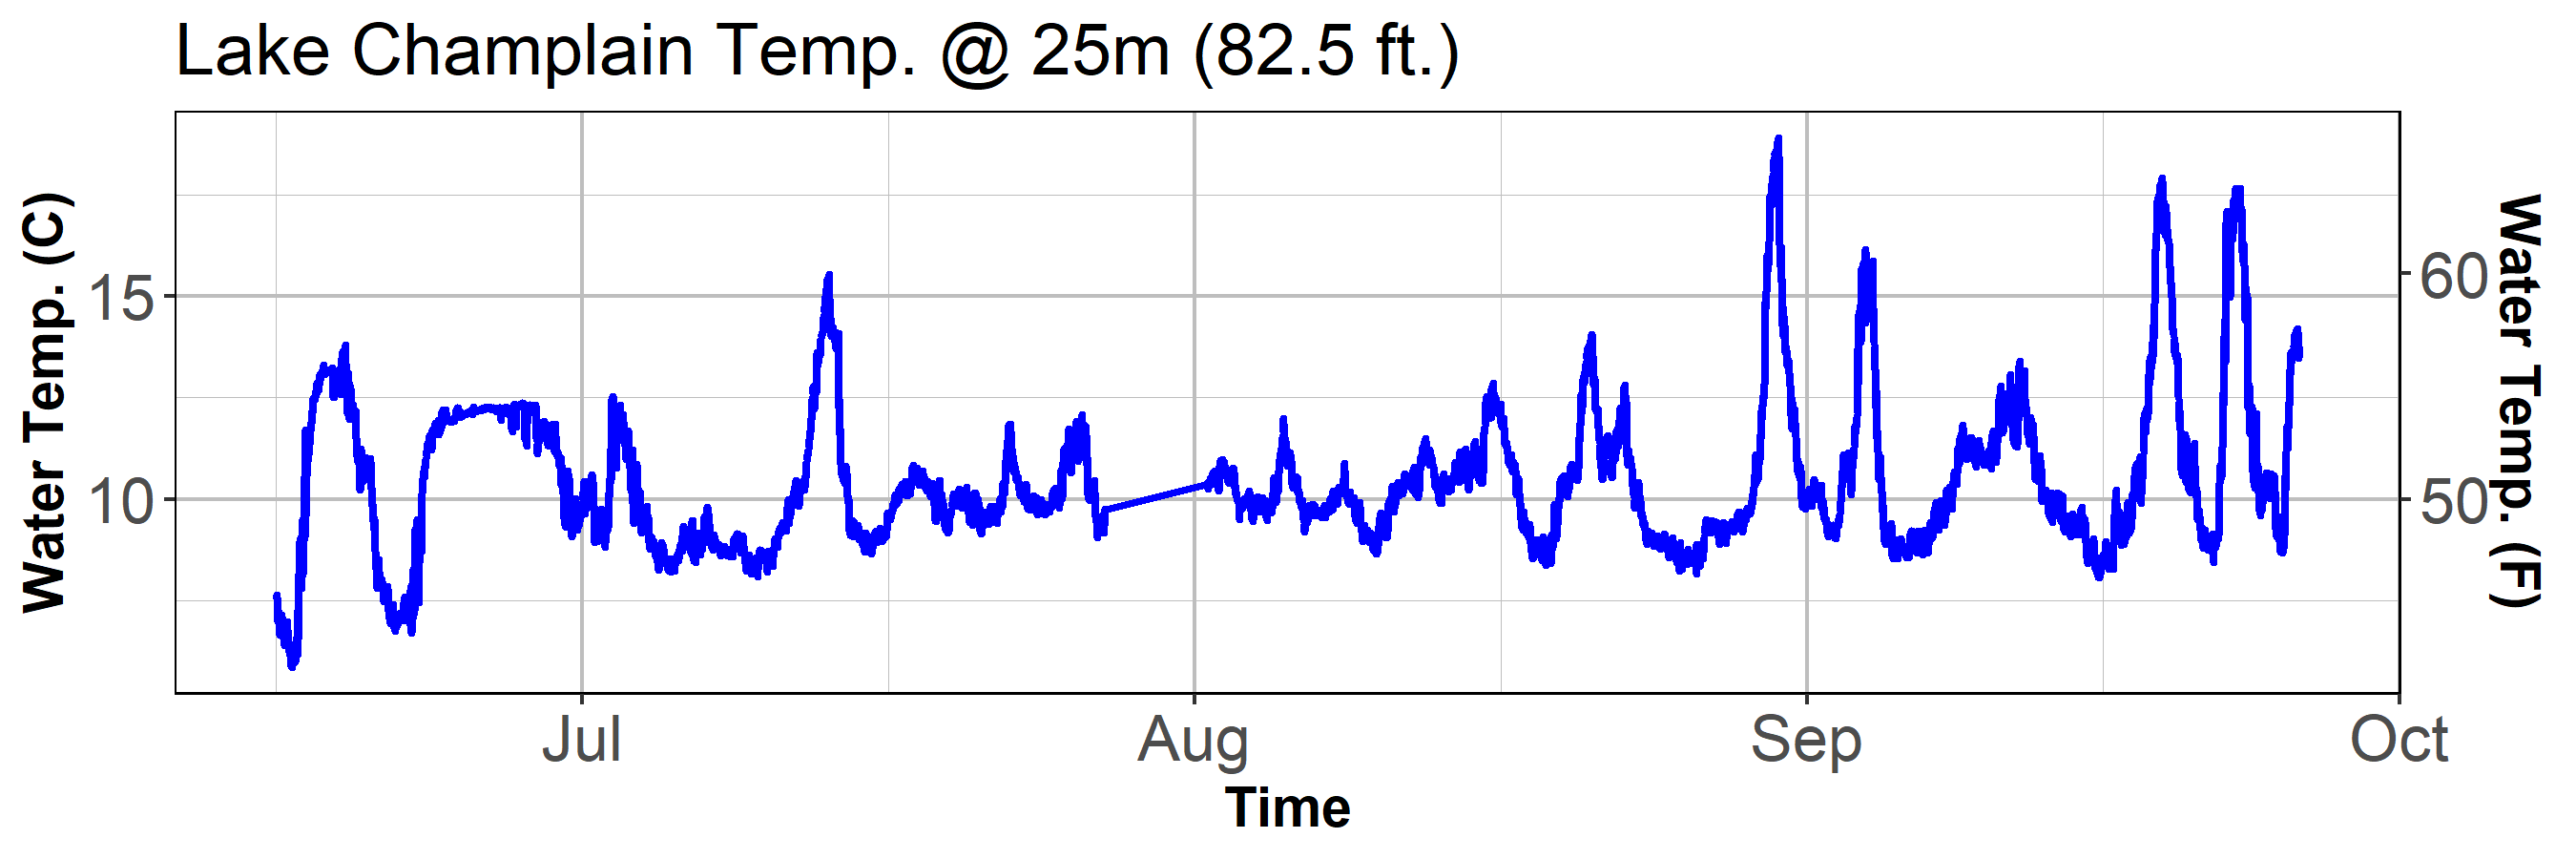 Lake Champlain Temp. @ 25m (82.5 ft.)
Water Temp. (C)
15
10
60
50
Water Temp. (F)
Jul Aug Sep Oct
Time